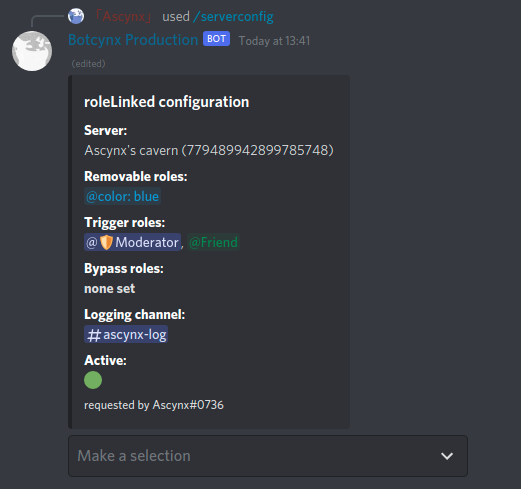 「Ascynx」 used /serverconfig
Botcynx Production BOT Today at 13:41
(edited)
roleLinked configuration
Server:
Ascynx's cavern (779489942899785748)
Removable roles:
@color: blue
Trigger roles:
@🛡️Moderator, @Friend
Bypass roles:
none set
Logging channel:
#ascynx-log
Active:
requested by Ascynx#0736
Make a selection